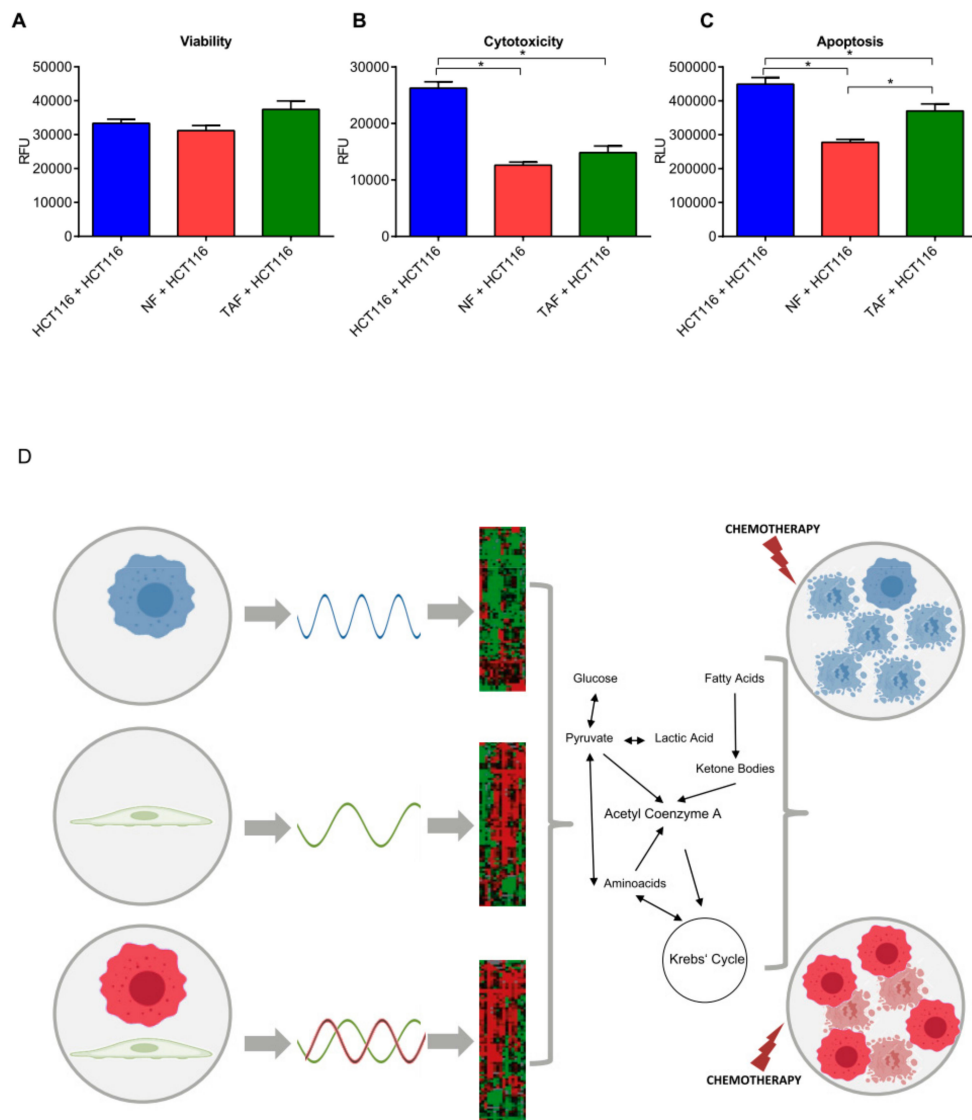 A
Viability
50000
40000
30000
20000
10000
0
RFU
HCT116 + HCT116
NF + HCT116
TAF + HCT116
B
Cytotoxicity
*
*
30000
20000
10000
0
RFU
HCT116 + HCT116
NF + HCT116
TAF + HCT116
C
Apoptosis
*
*
*
500000
400000
300000
200000
100000
0
RLU
HCT116 + HCT116
NF + HCT116
TAF + HCT116
D
CHEMOTHERAPY
Glucose
Fatty Acids
Pyruvate
Lactic Acid
Ketone Bodies
Acetyl Coenzyme A
Aminoacids
Krebs' Cycle
CHEMOTHERAPY